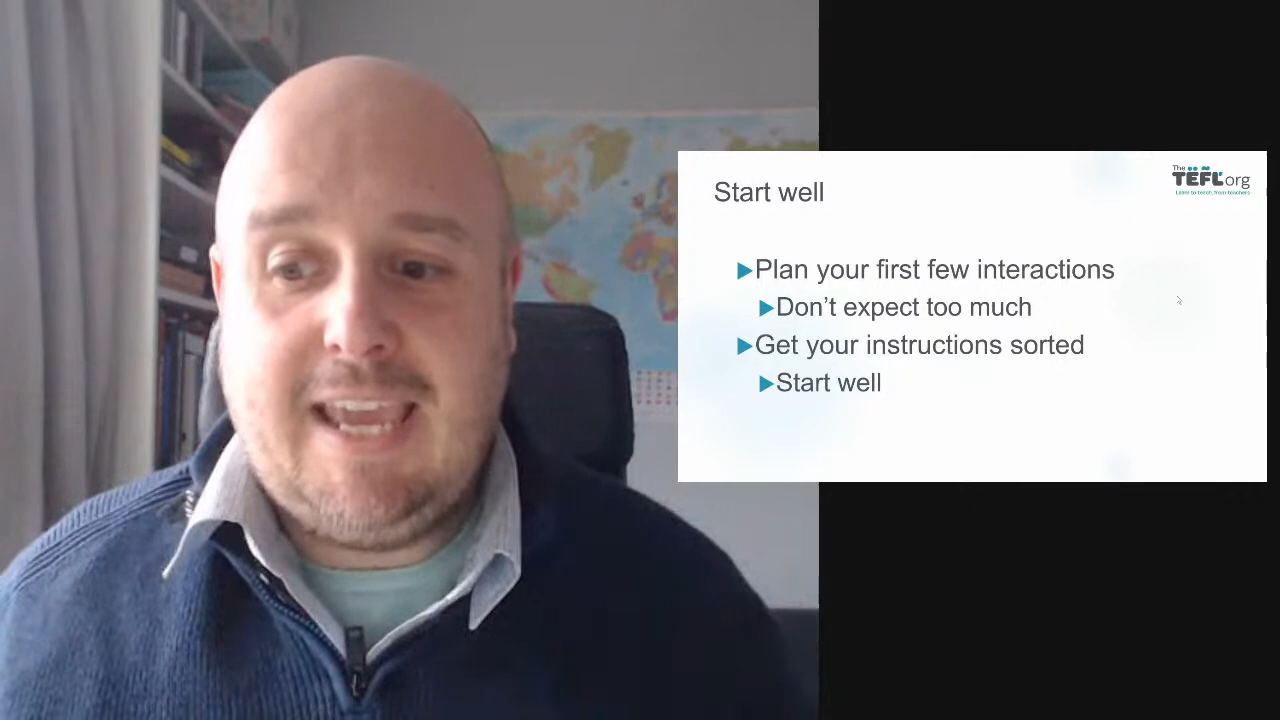 The
TEFL org
Learn to teach, from teachers
Start well
Plan your first few interactions
Don't expect too much
Get your instructions sorted
Start well